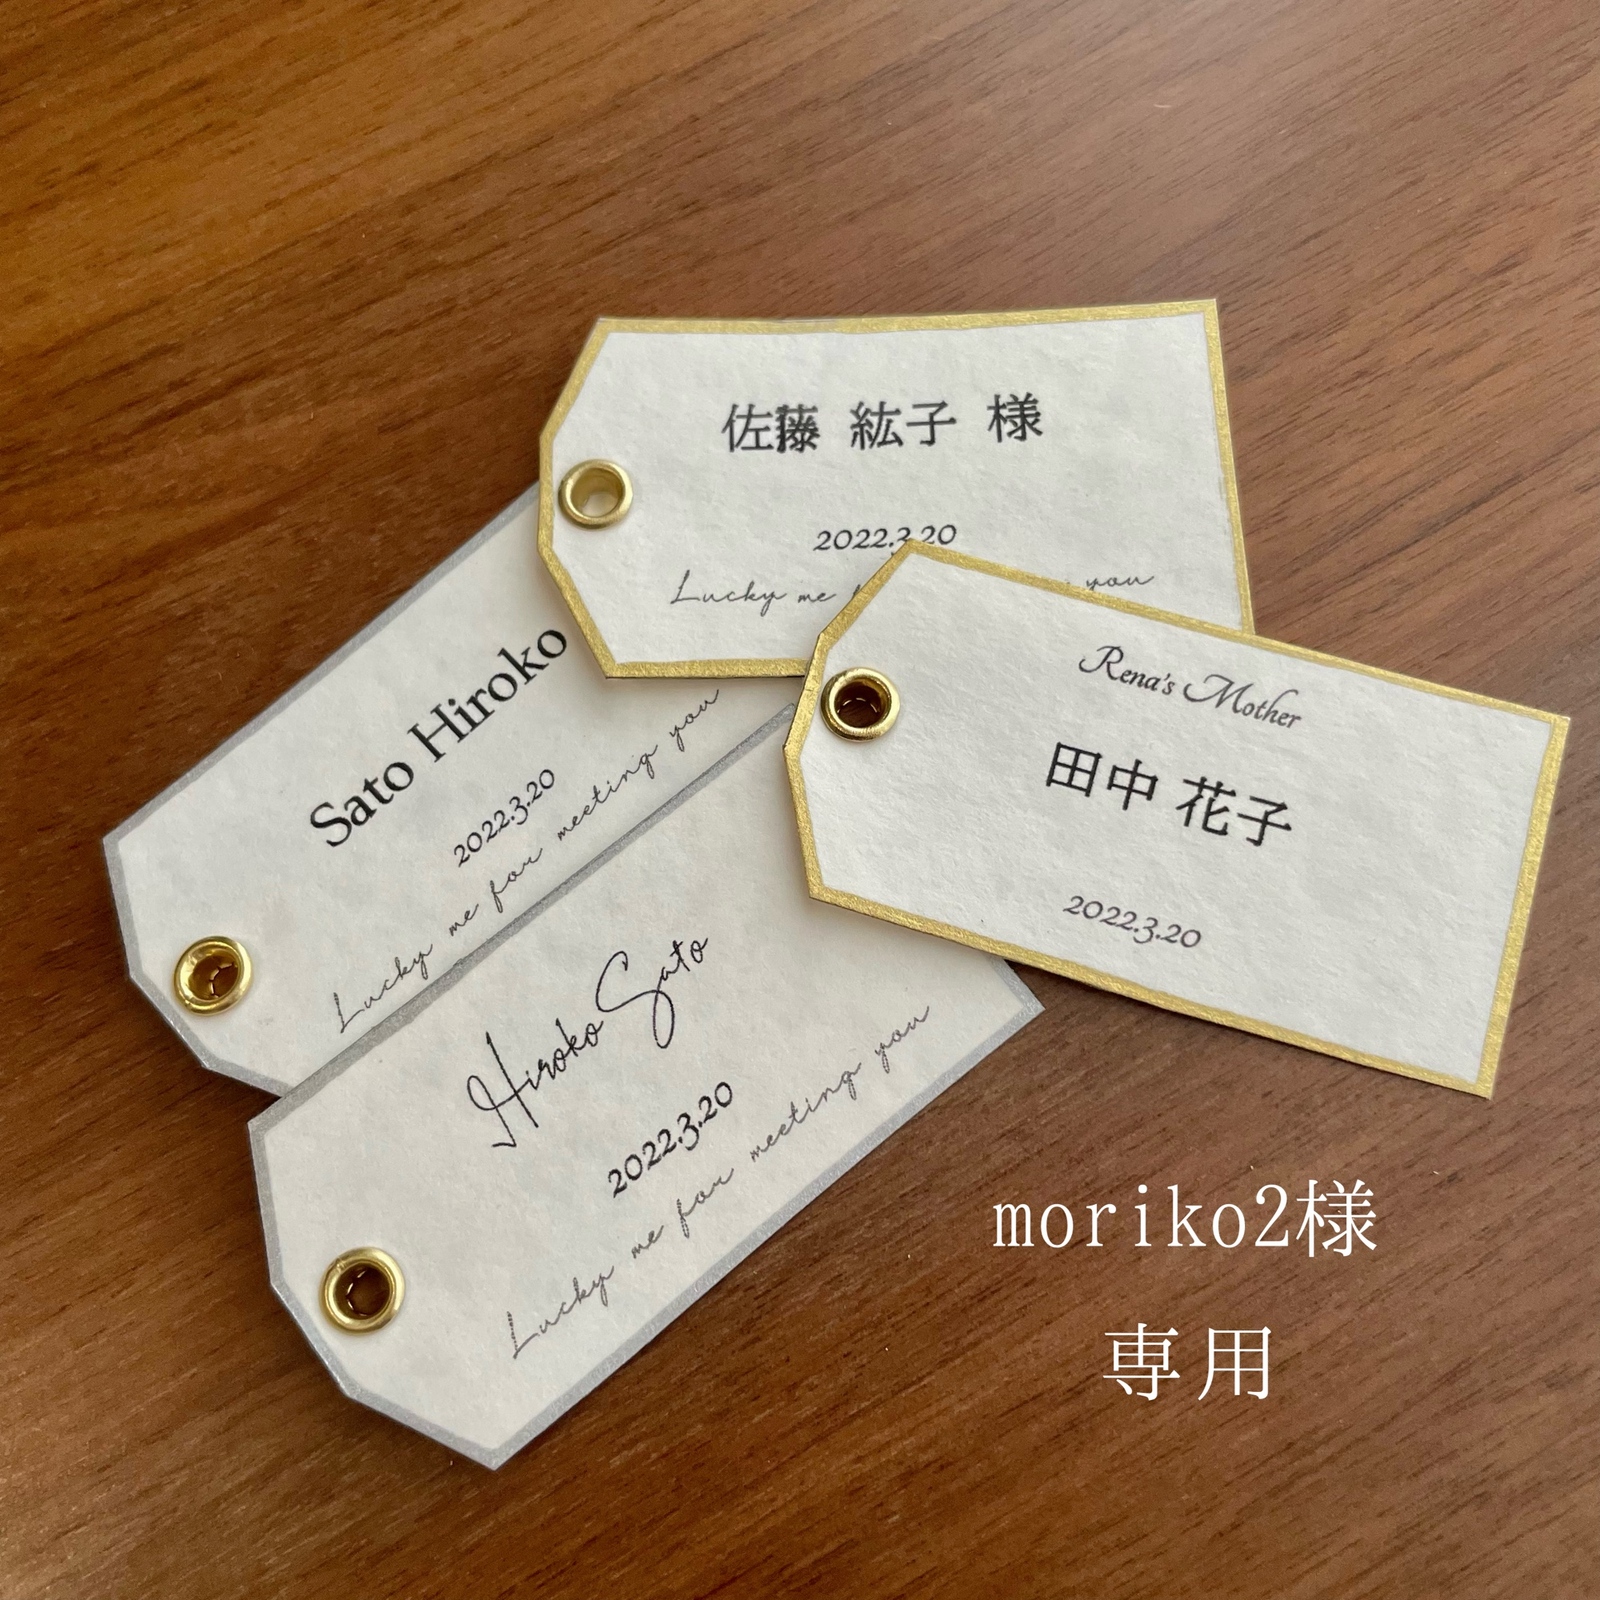 佐藤 紘子 様
2022.3.20
Lucky me you
Rena's Mother
田中 花子
2022.3.20
Sato Hiroko
2022.3.20
Lucky me for meeting you
Hiroko Sato
2022.3.20
Lucky me for meeting you
moriko2様
専用